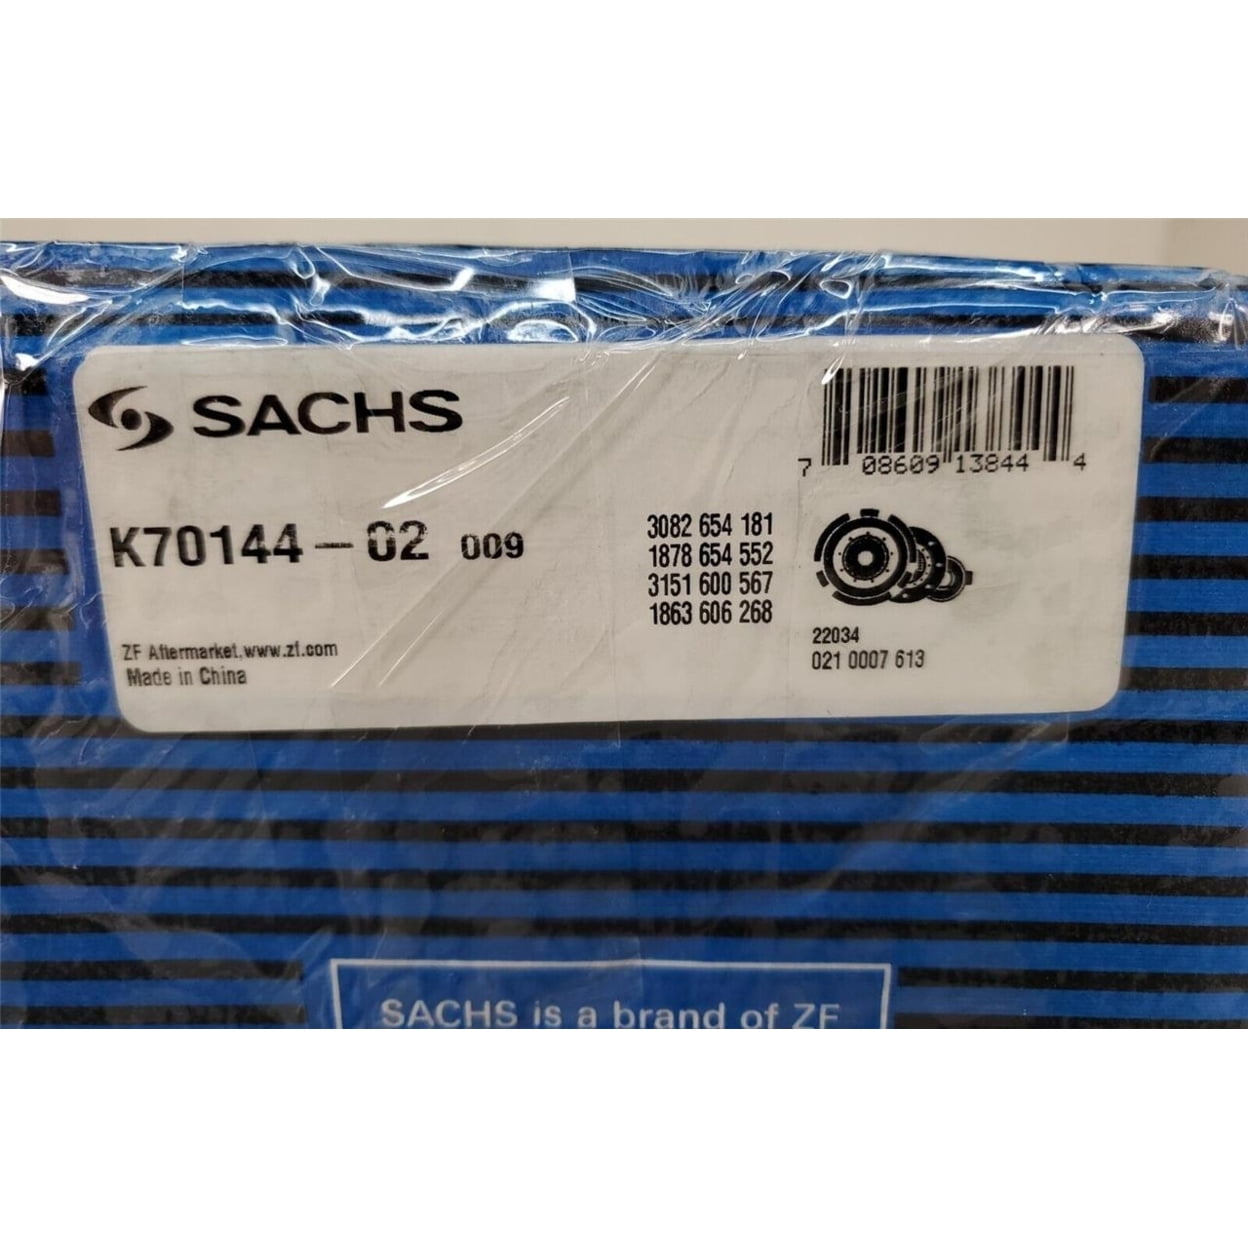 SACHS
K70144-02 009
ZF Aftermarket, www.zf.com
Made in China
3082 654 181
1878 654 552
3151 600 567
1863 606 268
7 08609 13844 4
22034
021 0007 613
SACHS is a brand of ZF